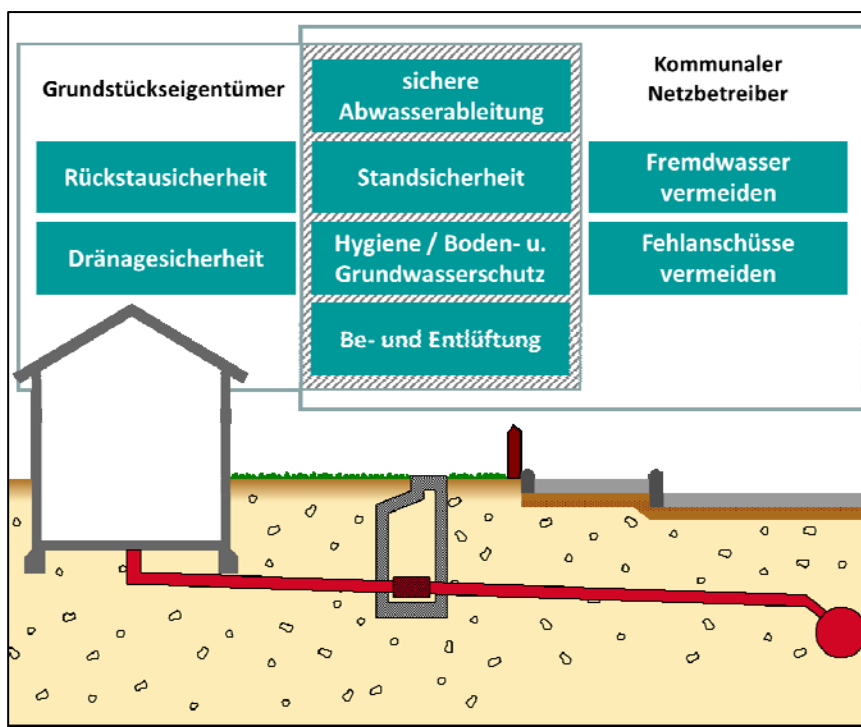 Grundstückseigentümer
Rückstausicherheit
Dränagesicherheit
sichere
Abwasserableitung
Standsicherheit
Hygiene / Boden- u.
Grundwasserschutz
Be- und Entlüftung
Kommunaler
Netzbetreiber
Fremdwasser
vermeiden
Fehlanschüsse
vermeiden